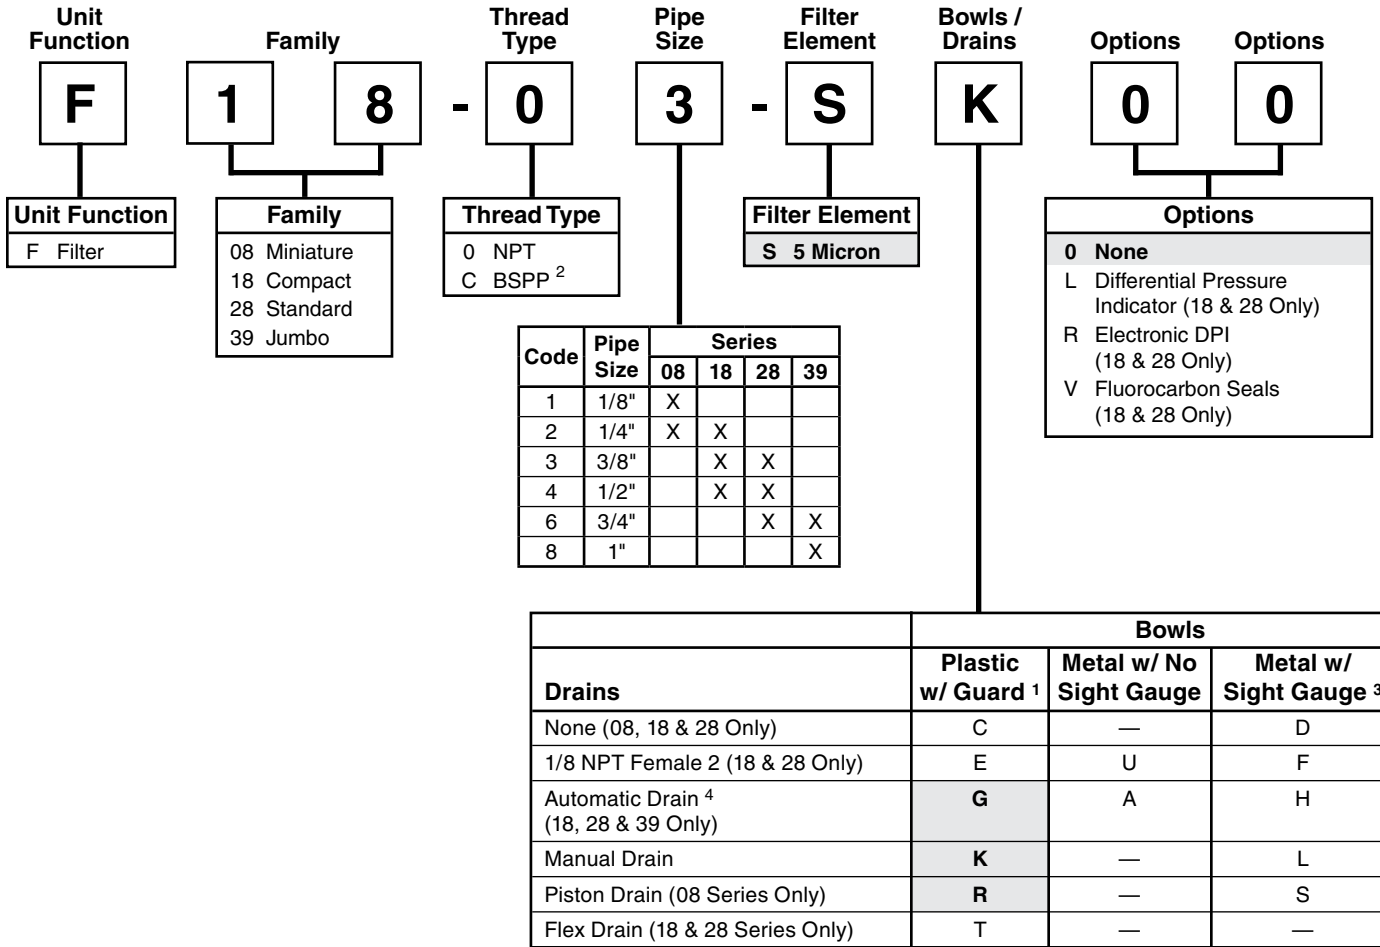 Unit Function
Family
Thread Type
Pipe Size
Filter Element
Bowls / Drains
Options
Options
F 1 8 - 0 3 - S K 0 0
Unit Function
F Filter
Family
08 Miniature
18 Compact
28 Standard
39 Jumbo
Thread Type
0 NPT
C BSPP 2
Filter Element
S 5 Micron
Options
0 None
L Differential Pressure
Indicator (18 & 28 Only)
R Electronic DPI
(18 & 28 Only)
V Fluorocarbon Seals
(18 & 28 Only)
Code Pipe Size Series
08 18 28 39
1 1/8" X
2 1/4" X X
3 3/8" X X
4 1/2" X X
6 3/4" X X
8 1" X
Bowls
Drains
Plastic w/ Guard 1
Metal w/ No Sight Gauge
Metal w/ Sight Gauge 3
None (08, 18 & 28 Only) C — D
1/8 NPT Female 2 (18 & 28 Only) E U F
Automatic Drain 4 G A H
(18, 28 & 39 Only)
Manual Drain K — L
Piston Drain (08 Series Only) R — S
Flex Drain (18 & 28 Series Only) T — —